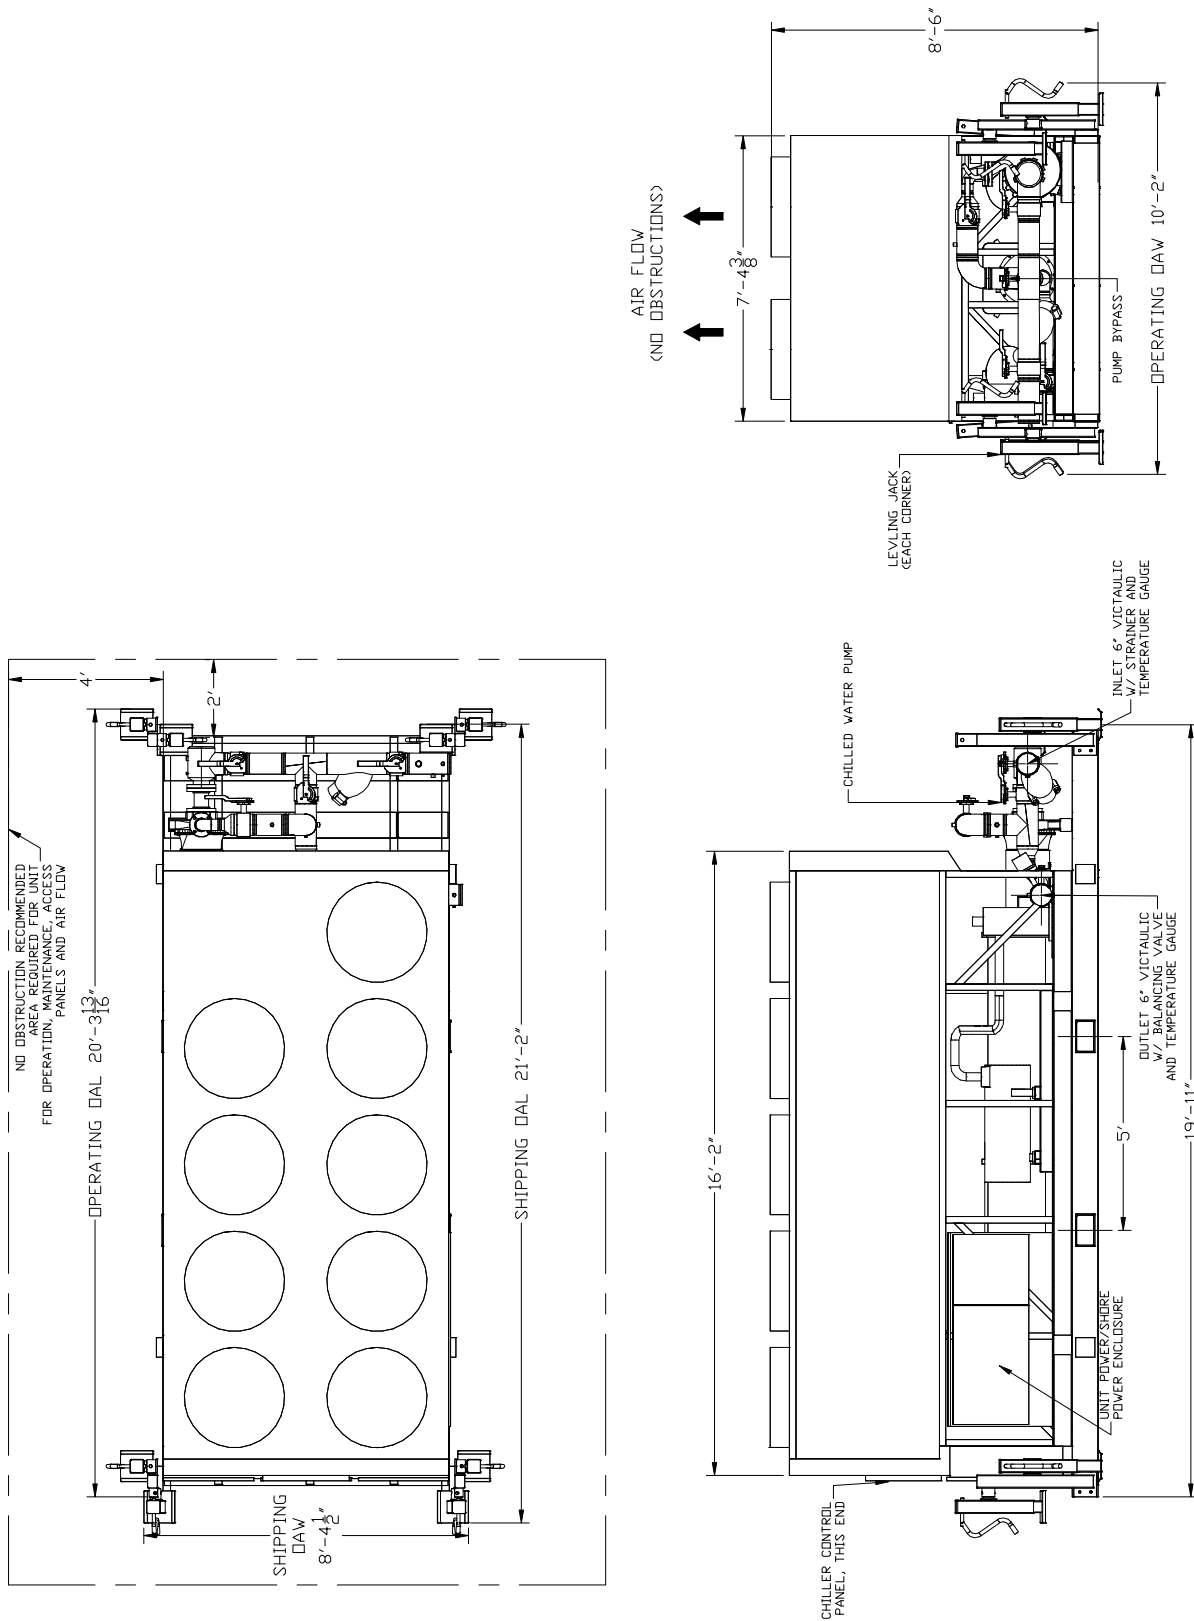 NO OBSTRUCTION RECOMMENDED
AREA REQUIRED FOR UNIT
FOR OPERATION, MAINTENANCE, ACCESS
PANELS AND AIR FLOW
4'
OPERATING OAL 20'-3 13/16"
2'
SHIPPING OAL 21'-2"
SHIPPING
OAW
8'-4 1/2"
AIR FLOW
(NO OBSTRUCTIONS)
7'-4 3/8"
8'-6"
LEVLING JACK
(EACH CORNER)
PUMP BYPASS
OPERATING OAW 10'-2"
16'-2"
CHILLED WATER PUMP
INLET 6" VICTAULIC
W/ STRAINER AND
TEMPERATURE GAUGE
OUTLET 6" VICTAULIC
W/ BALANCING VALVE
AND TEMPERATURE GAUGE
5'
19'-11"
UNIT POWER/SHORE
POWER ENCLOSURE
CHILLER CONTROL
PANEL, THIS END